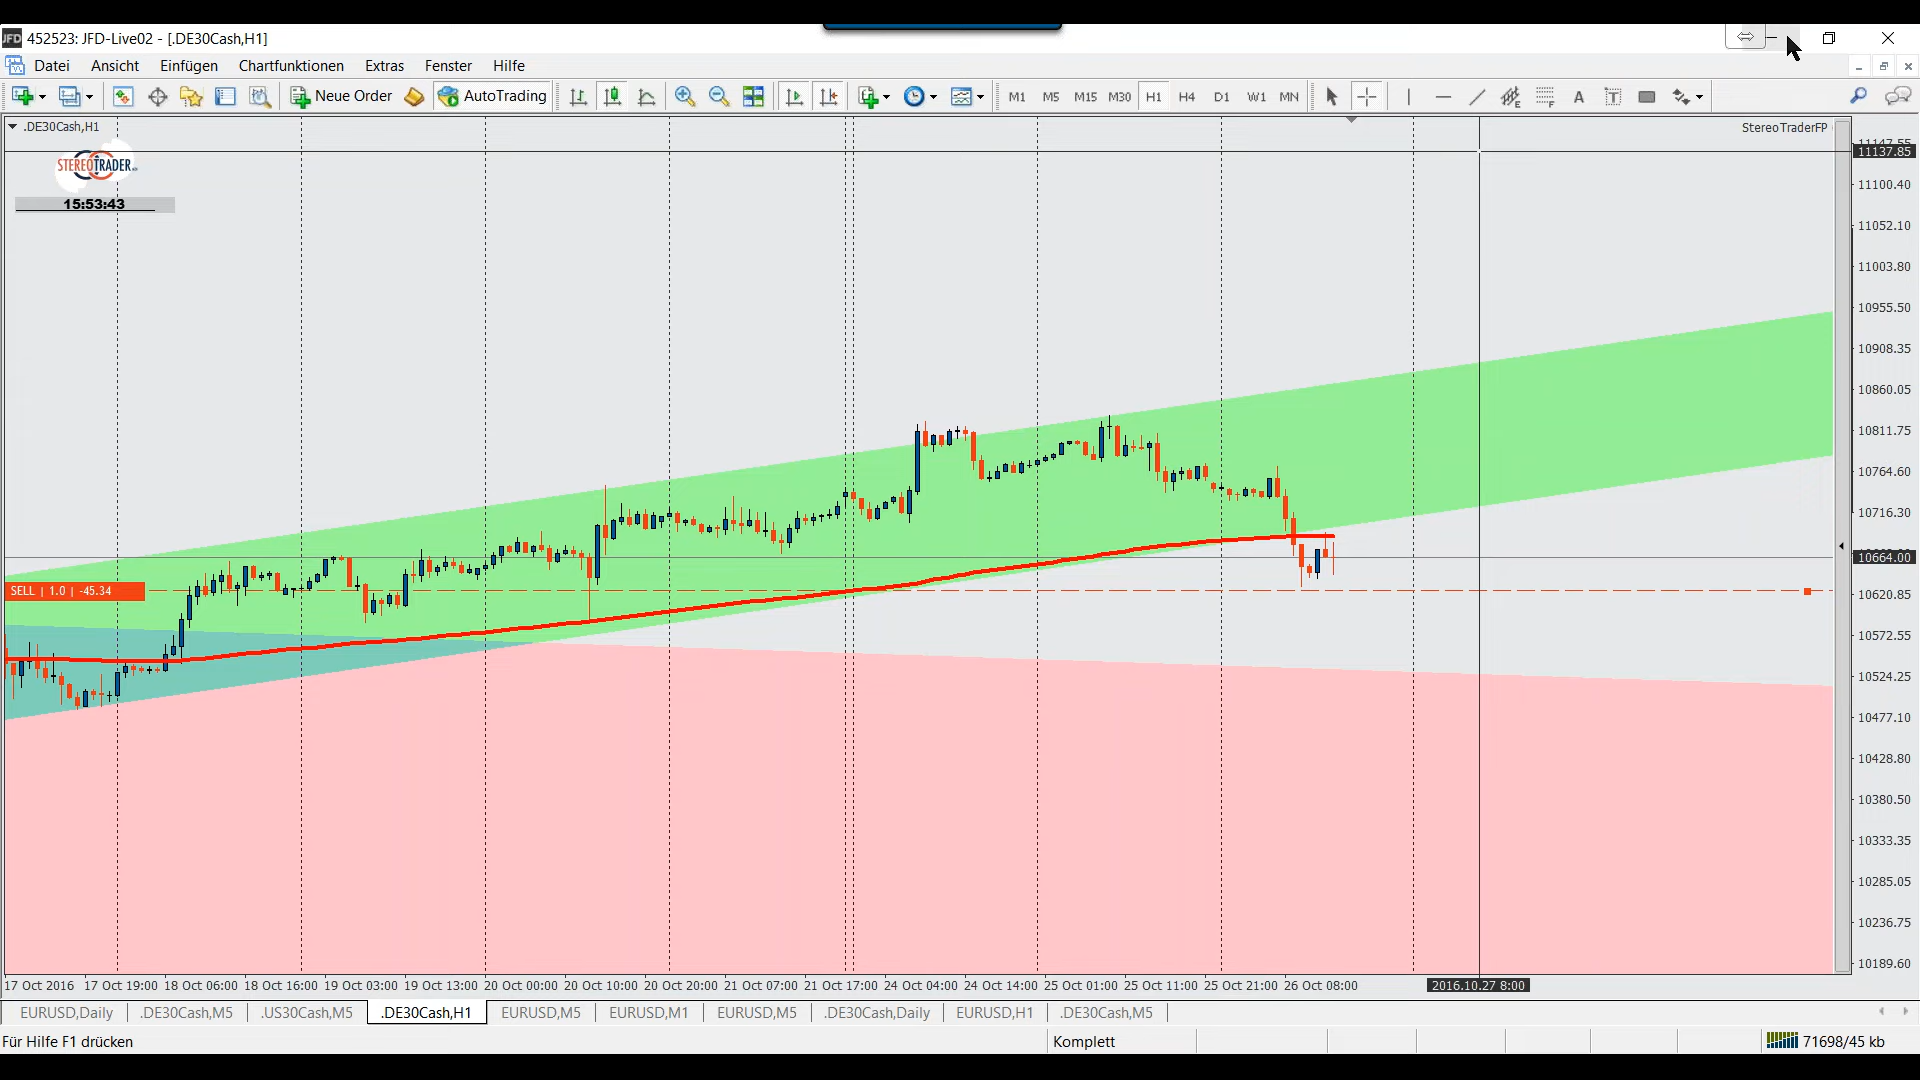 452523: JFD-Live02 - [.DE30Cash,H1]
Datei Ansicht Einfügen Chartfunktionen Extras Fenster Hilfe
Neue Order AutoTrading M1 M5 M15 M30 H1 H4 D1 W1 MN A T
.DE30Cash,H1
StereoTraderFP
STEREOTRADER
15:53:43
11137.85
11100.40
11052.10
11003.80
10955.50
10908.35
10860.05
10811.75
10764.60
10716.30
10664.00
SELL | 1.0 | -45.34
10620.85
10572.55
10524.25
10477.10
10428.80
10380.50
10333.35
10285.05
10236.75
10189.60
17 Oct 2016 17 Oct 19:00 18 Oct 06:00 18 Oct 16:00 19 Oct 03:00 19 Oct 13:00 20 Oct 00:00 20 Oct 10:00 20 Oct 20:00 21 Oct 07:00 21 Oct 17:00 24 Oct 04:00 24 Oct 14:00 25 Oct 01:00 25 Oct 11:00 25 Oct 21:00 26 Oct 08:00 2016.10.27 8:00
EURUSD,Daily .DE30Cash,M5 .US30Cash,M5 .DE30Cash,H1 EURUSD,M5 EURUSD,M1 EURUSD,M5 .DE30Cash,Daily EURUSD,H1 .DE30Cash,M5
Für Hilfe F1 drücken Komplett 71698/45 kb